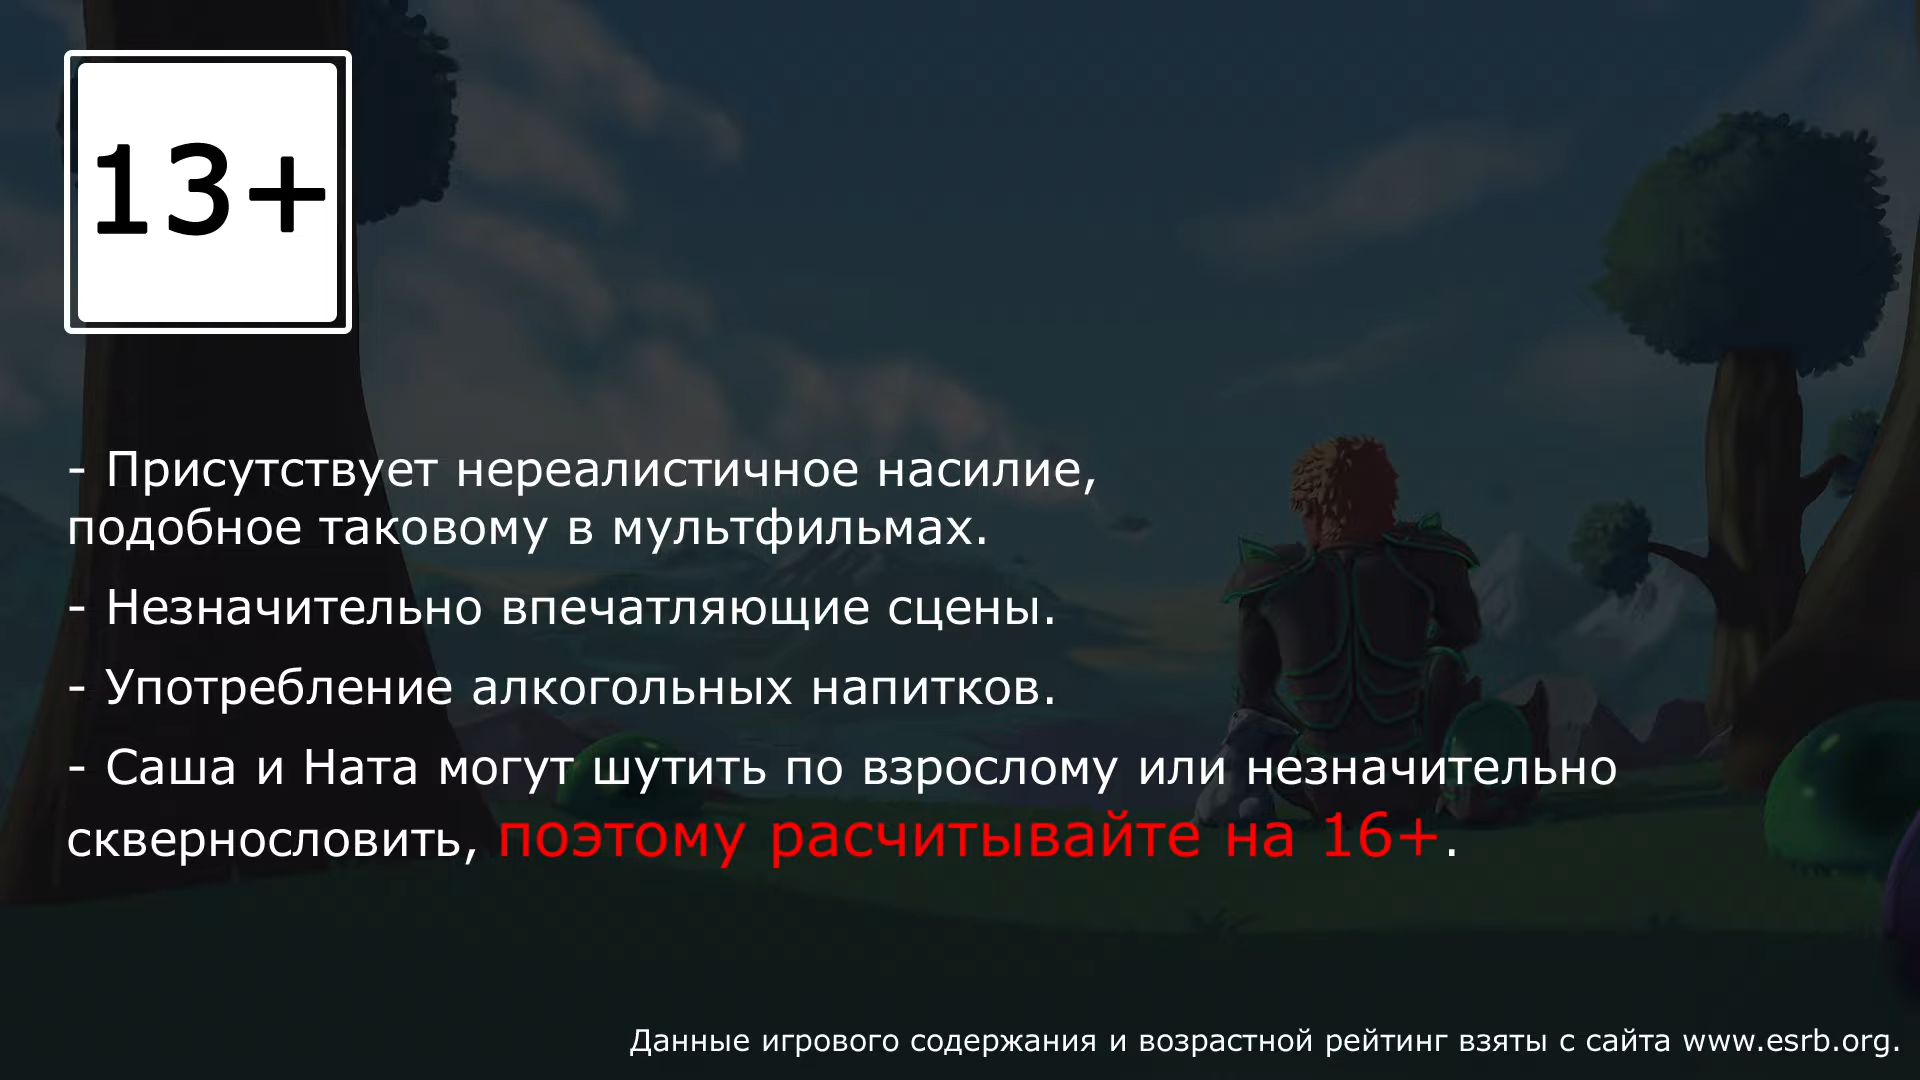 13+
- Присутствует нереалистичное насилие,
подобное таковому в мультфильмах.
- Незначительно впечатляющие сцены.
- Употребление алкогольных напитков.
- Саша и Ната могут шутить по взрослому или незначительно
сквернословить, поэтому расчитывайте на 16+.
Данные игрового содержания и возрастной рейтинг взяты с сайта www.esrb.org.